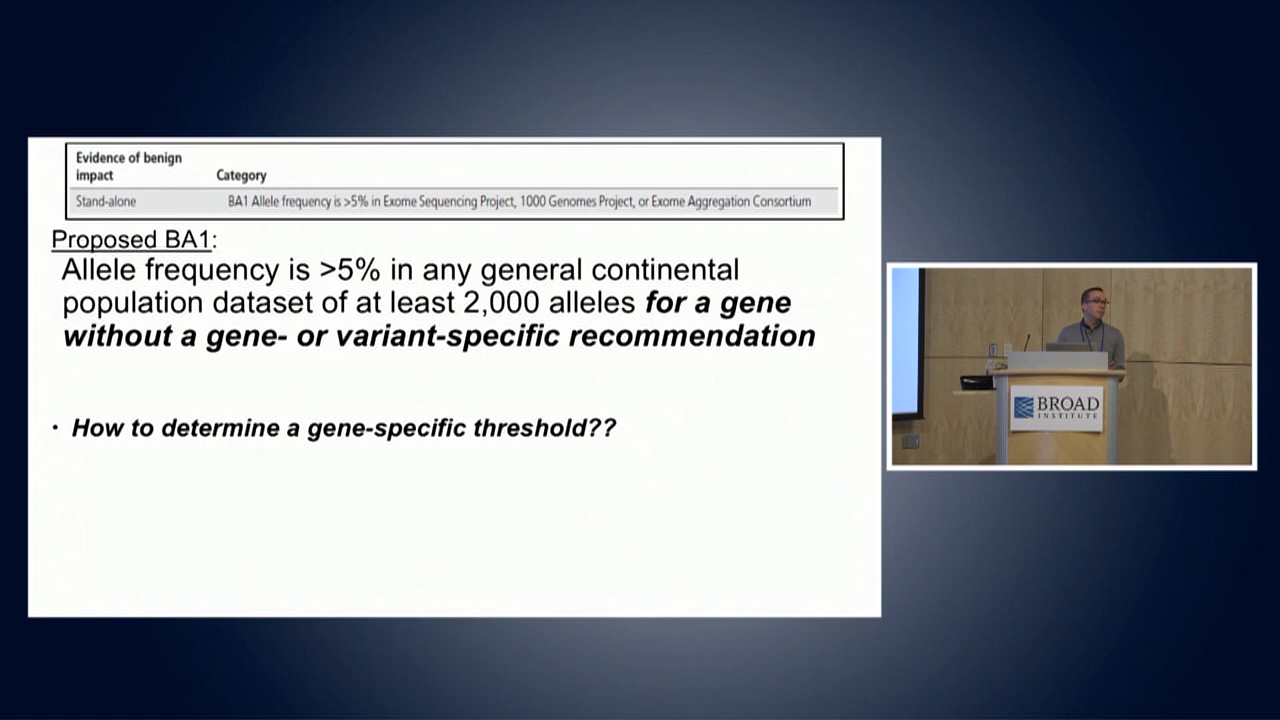 Evidence of benign
impact
Category
Stand-alone
BA1 Allele frequency is >5% in Exome Sequencing Project, 1000 Genomes Project, or Exome Aggregation Consortium
Proposed BA1:
Allele frequency is >5% in any general continental
population dataset of at least 2,000 alleles for a gene
without a gene- or variant-specific recommendation
• How to determine a gene-specific threshold??
BROAD
INSTITUTE